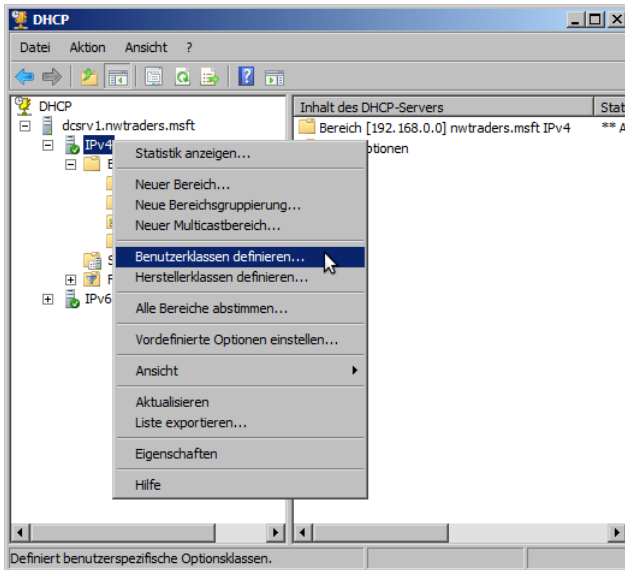 DHCP
Datei Aktion Ansicht ?
DHCP
dcsrv1.nwtraders.msft
IPv4
IPv6
Inhalt des DHCP-Servers
Stat
Bereich [192.168.0.0] nwtraders.msft IPv4
** A
ptionen
Statistik anzeigen...
Neuer Bereich...
Neue Bereichsgruppierung...
Neuer Multicastbereich...
Benutzerklassen definieren...
Herstellerklassen definieren...
Alle Bereiche abstimmen...
Vordefinierte Optionen einstellen...
Ansicht
Aktualisieren
Liste exportieren...
Eigenschaften
Hilfe
Definiert benutzerspezifische Optionsklassen.